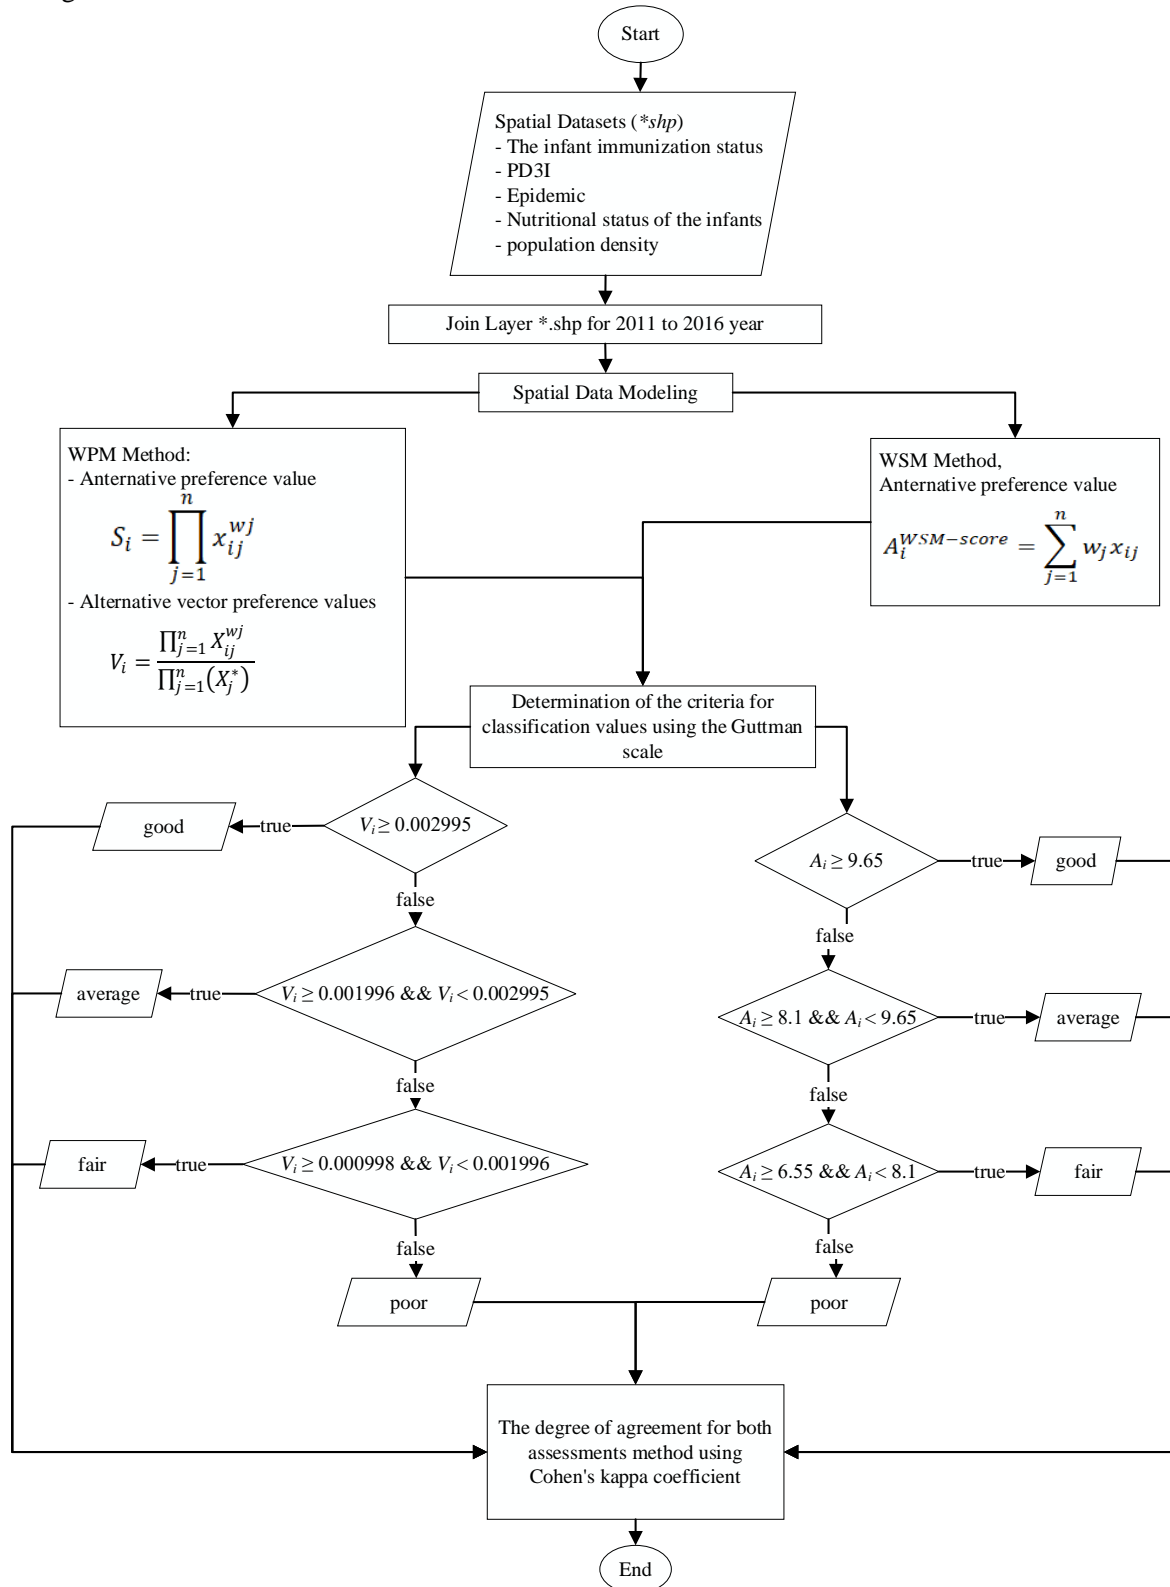 Start
Spatial Datasets (*shp)
- The infant immunization status
- PD3I
- Epidemic
- Nutritional status of the infants
- population density
Join Layer *.shp for 2011 to 2016 year
Spatial Data Modeling
WPM Method:
- Anternative preference value
S_i = ∏_{j=1}^{n} x_{ij}^{wj}
- Alternative vector preference values
V_i = ∏_{j=1}^{n} X_{ij}^{wj} / ∏_{j=1}^{n} (X_j^*)
WSM Method,
Anternative preference value
A_i^{WSM-score} = ∑_{j=1}^{n} w_j x_{ij}
Determination of the criteria for
classification values using the Guttman
scale
V_i ≥ 0.002995
true
good
false
V_i ≥ 0.001996 && V_i < 0.002995
true
average
false
V_i ≥ 0.000998 && V_i < 0.001996
true
fair
false
poor
A_i ≥ 9.65
true
good
false
A_i ≥ 8.1 && A_i < 9.65
true
average
false
A_i ≥ 6.55 && A_i < 8.1
true
fair
false
poor
The degree of agreement for both
assessments method using
Cohen's kappa coefficient
End